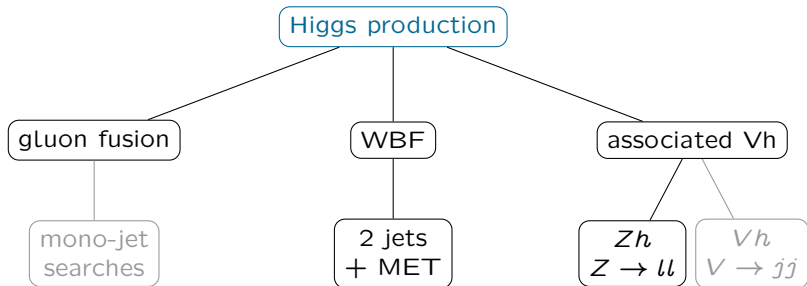 Higgs production
gluon fusion
WBF
associated Vh
mono-jet
searches
2 jets
+ MET
Zh
Z → ll
Vh
V → jj